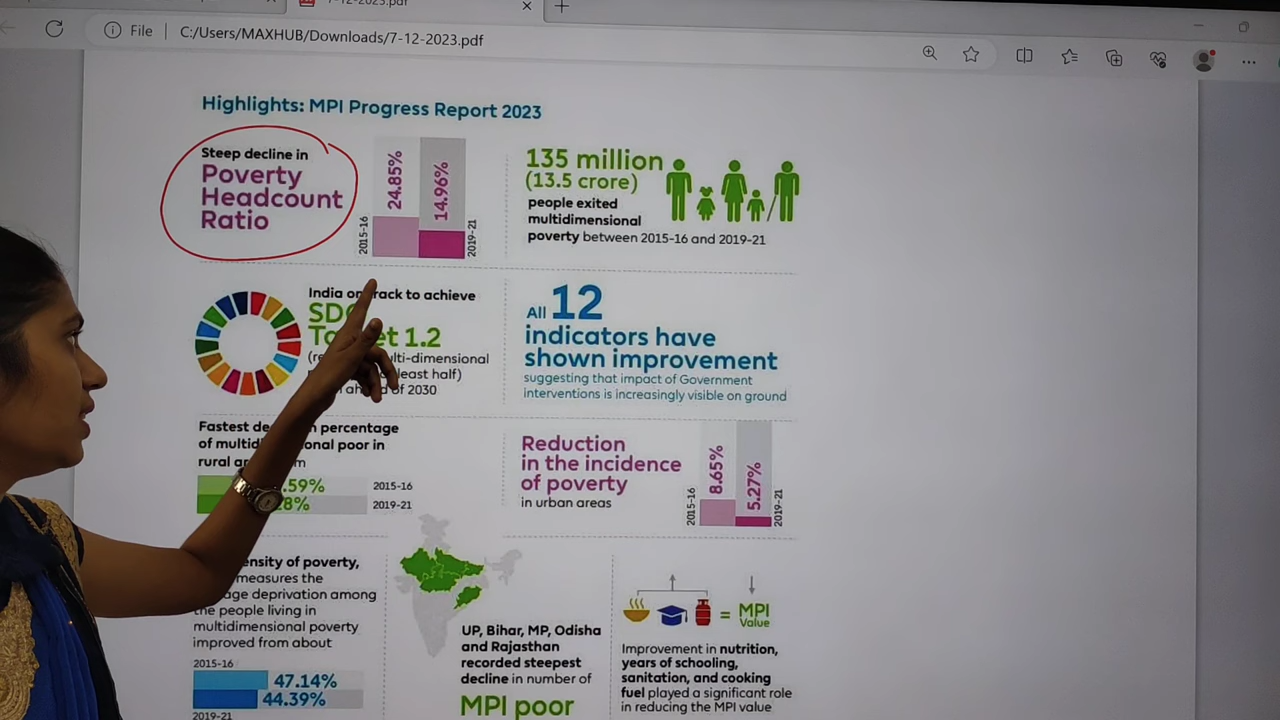 7-12-2023.pdf
File
C:/Users/MAXHUB/Downloads/7-12-2023.pdf
Highlights: MPI Progress Report 2023
Steep decline in
Poverty
Headcount
Ratio
24.85%
14.96%
2015-16
2019-21
135 million
(13.5 crore)
people exited
multidimensional
poverty between 2015-16 and 2019-21
India on track to achieve
Target 1.2
multi-dimensional
least half)
of 2030
All 12
indicators have
shown improvement
suggesting that impact of Government
interventions is increasingly visible on ground
Fastest percentage
of poor in
rural
.59%
2015-16
28%
2019-21
Reduction
in the incidence
of poverty
in urban areas
2015-16
8.65%
5.27%
2019-21
of poverty,
measures the
deprivation among
the people living in
multidimensional poverty
improved from about
2015-16
47.14%
44.39%
2019-21
UP, Bihar, MP, Odisha
and Rajasthan
recorded steepest
decline in number of
MPI poor
= MPI
Value
Improvement in nutrition,
years of schooling,
sanitation, and cooking
fuel played a significant role
in reducing the MPI value